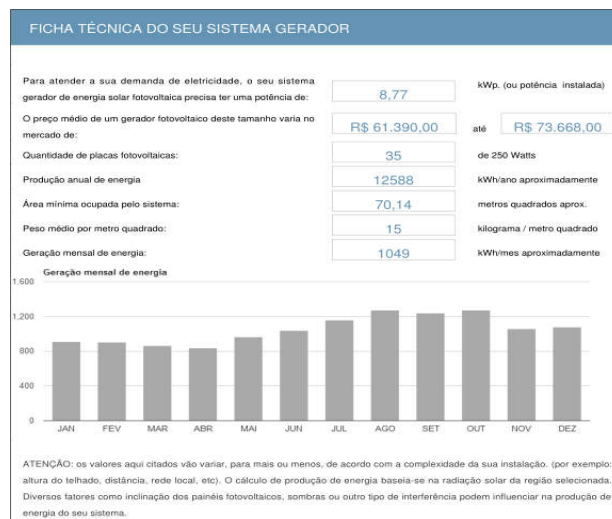 FICHA TÉCNICA DO SEU SISTEMA GERADOR
Para atender a sua demanda de eletricidade, o seu sistema
gerador de energia solar fotovoltaica precisa ter uma potência de:
8,77
kWp. (ou potência instalada)
O preço médio de um gerador fotovoltaico deste tamanho varia no
mercado de:
R$ 61.390,00
até
R$ 73.668,00
Quantidade de placas fotovoltaicas:
35
de 250 Watts
Produção anual de energia
12588
kWh/ano aproximadamente
Área mínima ocupada pelo sistema:
70,14
metros quadrados aprox.
Peso médio por metro quadrado:
15
kilograma / metro quadrado
Geração mensal de energia:
1049
kWh/mes aproximadamente
Geração mensal de energia
1.600
1.200
800
400
0
JAN FEV MAR ABR MAI JUN JUL AGO SET OUT NOV DEZ
ATENÇÃO: os valores aqui citados vão variar, para mais ou menos, de acordo com a complexidade da sua instalação. (por exemplo:
altura do telhado, distância, rede local, etc). O cálculo de produção de energia baseia-se na radiação solar da região selecionada.
Diversos fatores como inclinação dos painéis fotovoltaicos, sombras ou outro tipo de interferência podem influenciar na produção de
energia do seu sistema.